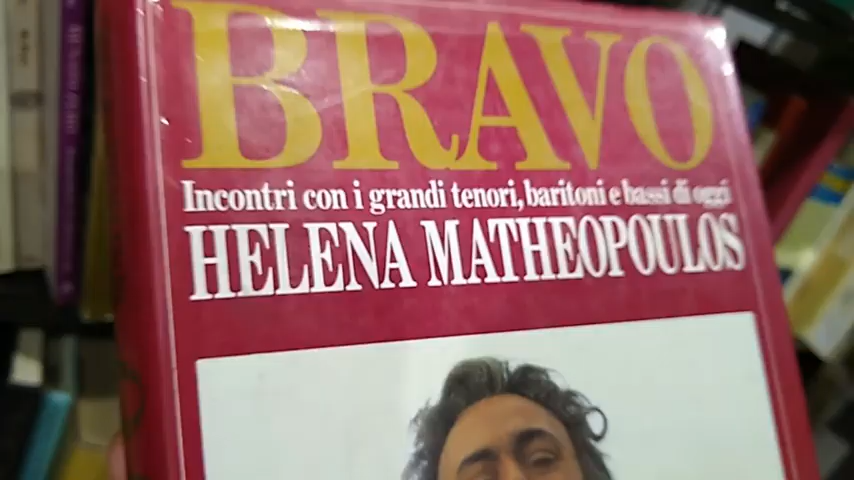 BRAVO
Incontri con i grandi tenori, baritoni e bassi di oggi
HELENA MATHEOPOULOS